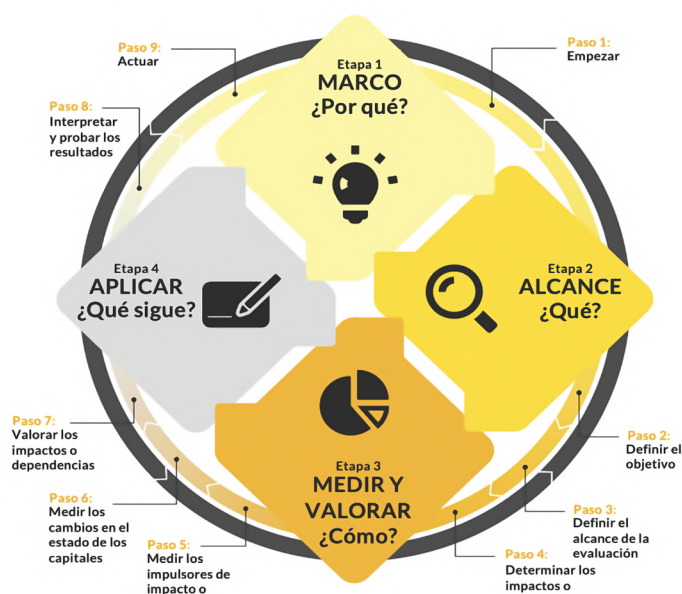 Etapa 1
MARCO
¿Por qué?
Etapa 2
ALCANCE
¿Qué?
Etapa 3
MEDIR Y
VALORAR
¿Cómo?
Etapa 4
APLICAR
¿Qué sigue?
Paso 1:
Empezar
Paso 2:
Definir el
objetivo
Paso 3:
Definir el
alcance de la
evaluación
Paso 4:
Determinar los
impactos o
Paso 5:
Medir los
impulsores de
impacto o
Paso 6:
Medir los
cambios en el
estado de los
capitales
Paso 7:
Valorar los
impactos o
dependencias
Paso 8:
Interpretar
y probar los
resultados
Paso 9:
Actuar